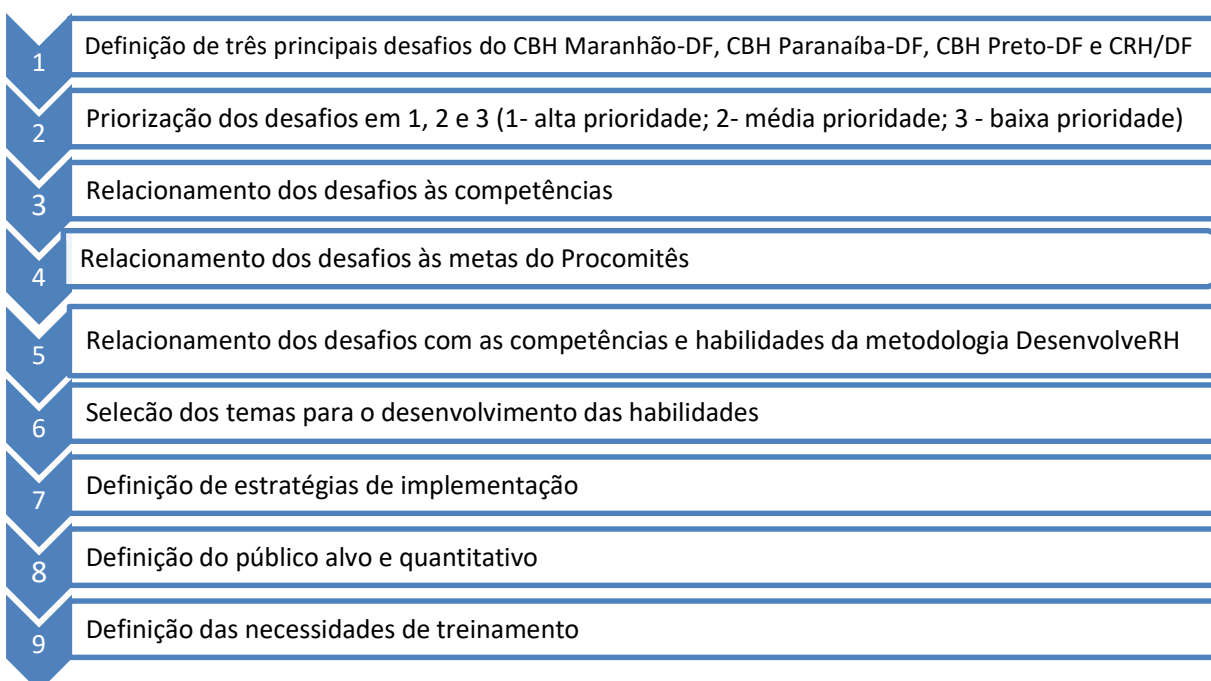 1
Definição de três principais desafios do CBH Maranhão-DF, CBH Paranaíba-DF, CBH Preto-DF e CRH/DF
2
Priorização dos desafios em 1, 2 e 3 (1- alta prioridade; 2- média prioridade; 3 - baixa prioridade)
3
Relacionamento dos desafios às competências
4
Relacionamento dos desafios às metas do Procomitês
5
Relacionamento dos desafios com as competências e habilidades da metodologia DesenvolveRH
6
Selecão dos temas para o desenvolvimento das habilidades
7
Definição de estratégias de implementação
8
Definição do público alvo e quantitativo
9
Definição das necessidades de treinamento